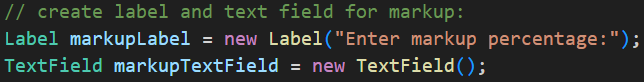 // create label and text field for markup:
Label markupLabel = new Label("Enter markup percentage:");
TextField markupTextField = new TextField();